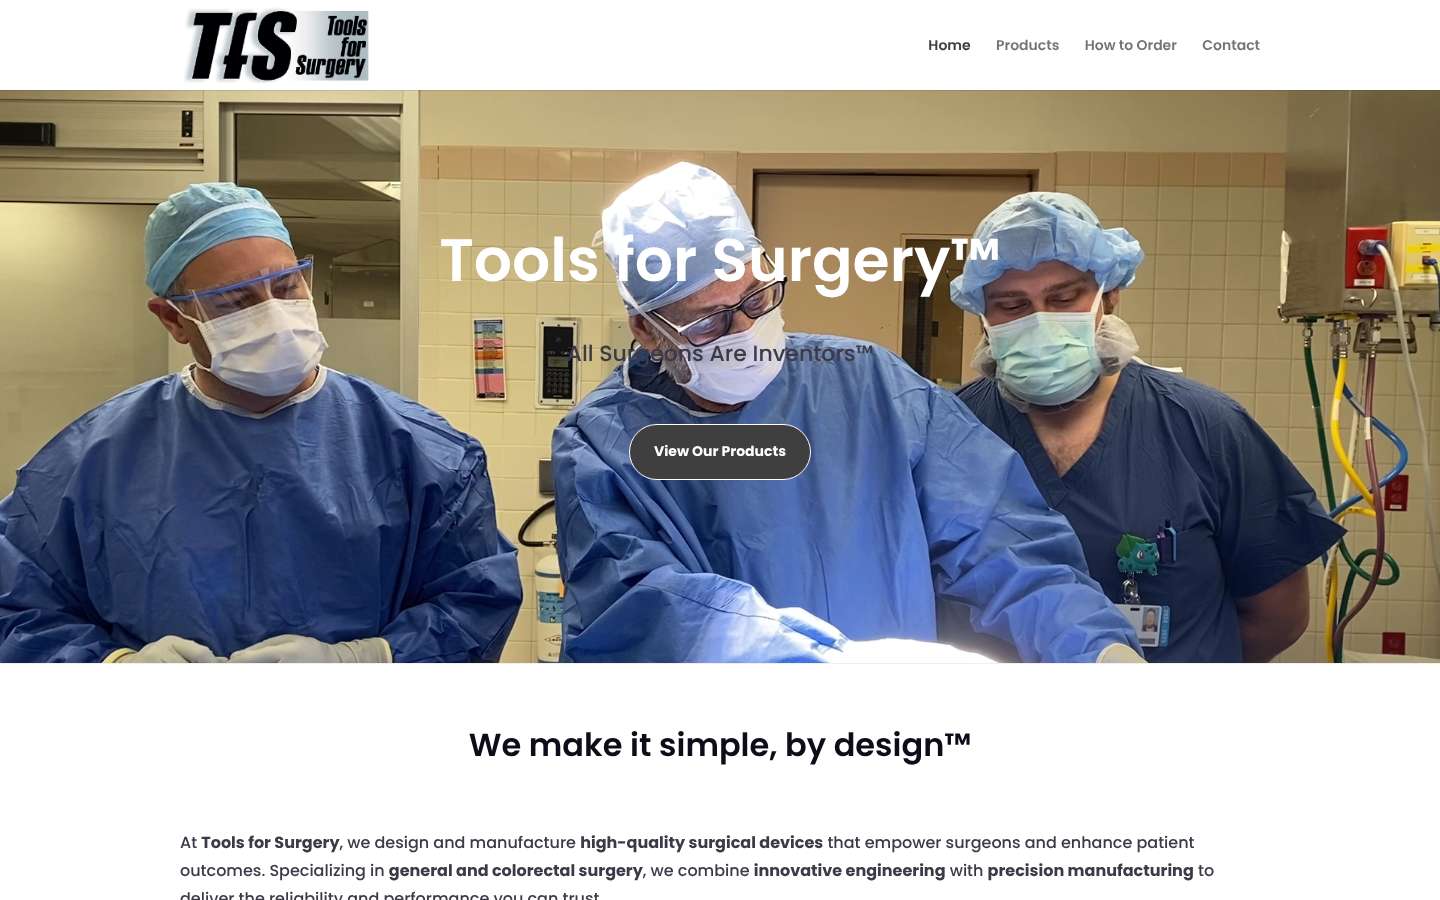 TfS Tools
for
Surgery
Home Products How to Order Contact
Tools for Surgery™
All Surgeons Are Inventors™
View Our Products
We make it simple, by design™
At Tools for Surgery, we design and manufacture high-quality surgical devices that empower surgeons and enhance patient
outcomes. Specializing in general and colorectal surgery, we combine innovative engineering with precision manufacturing to
deliver the reliability and performance you can trust.